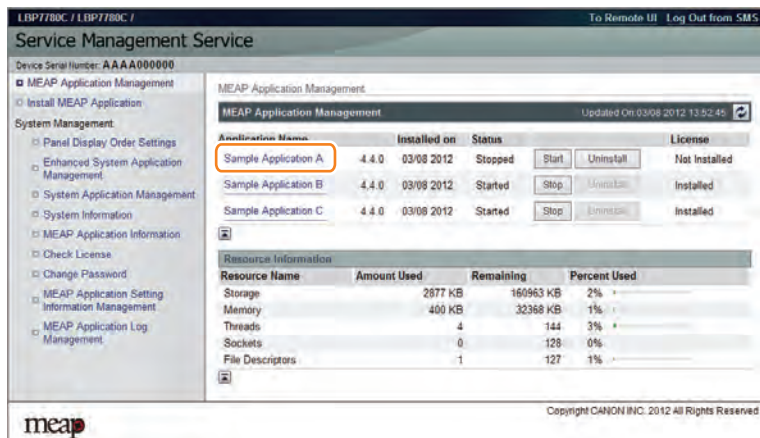 LBP7780C / LBP7780C / To Remote UI Log Out from SMS
Service Management Service
Device Serial Number: AAAA000000
MEAP Application Management
Install MEAP Application
System Management
Panel Display Order Settings
Enhanced System Application
Management
System Application Management
System Information
MEAP Application Information
Check License
Change Password
MEAP Application Setting
Information Management
MEAP Application Log
Management
MEAP Application Management
MEAP Application Management Updated On:03/08 2012 13:52:45
Application Name Installed on Status License
Sample Application A 4.4.0 03/08 2012 Stopped Start Uninstall Not Installed
Sample Application B 4.4.0 03/08 2012 Started Stop Uninstall Installed
Sample Application C 4.4.0 03/08 2012 Started Stop Uninstall Installed
Resource Information
Resource Name Amount Used Remaining Percent Used
Storage 2877 KB 160963 KB 2%
Memory 400 KB 32368 KB 1%
Threads 4 144 3%
Sockets 0 128 0%
File Descriptors 1 127 1%
Copyright CANON INC. 2012 All Rights Reserved
meap